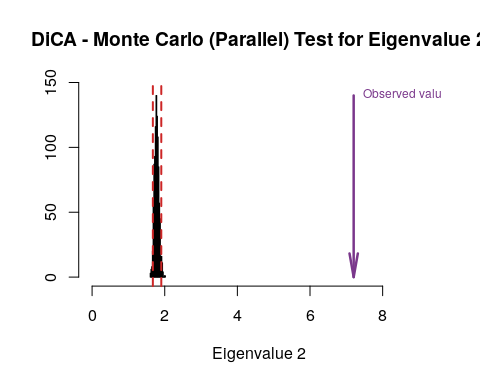 DiCA - Monte Carlo (Parallel) Test for Eigenvalue 2
Observed valu
150
100
50
0
0 2 4 6 8
Eigenvalue 2